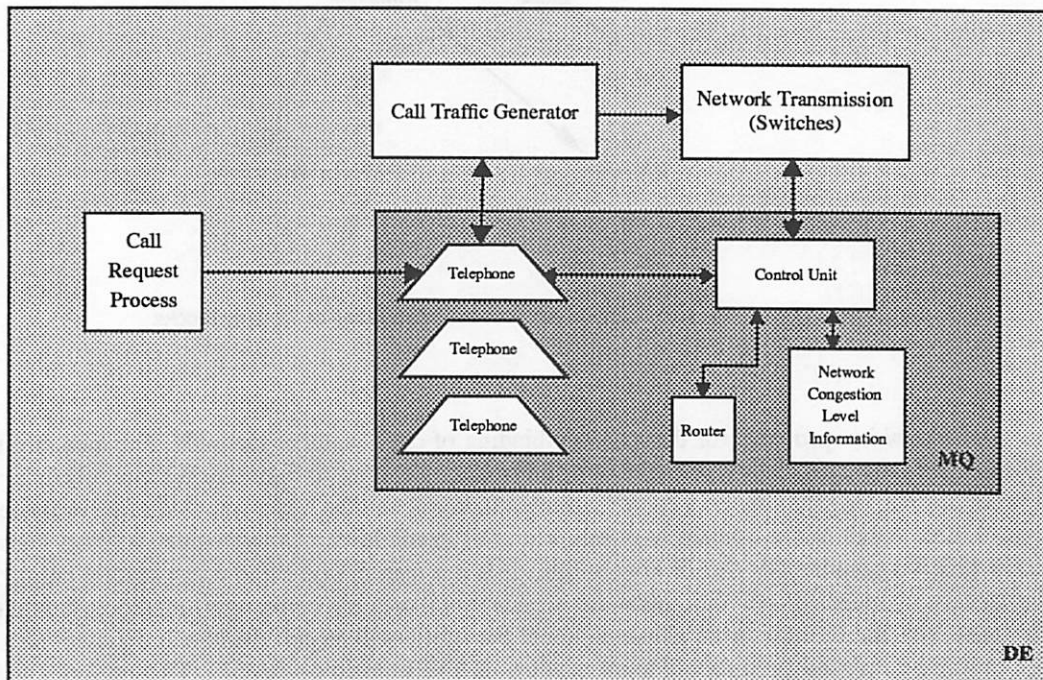 Call Traffic Generator
Network Transmission
(Switches)
Call
Request
Process
Telephone
Control Unit
Telephone
Telephone
Router
Network
Congestion
Level
Information
MQ
DE